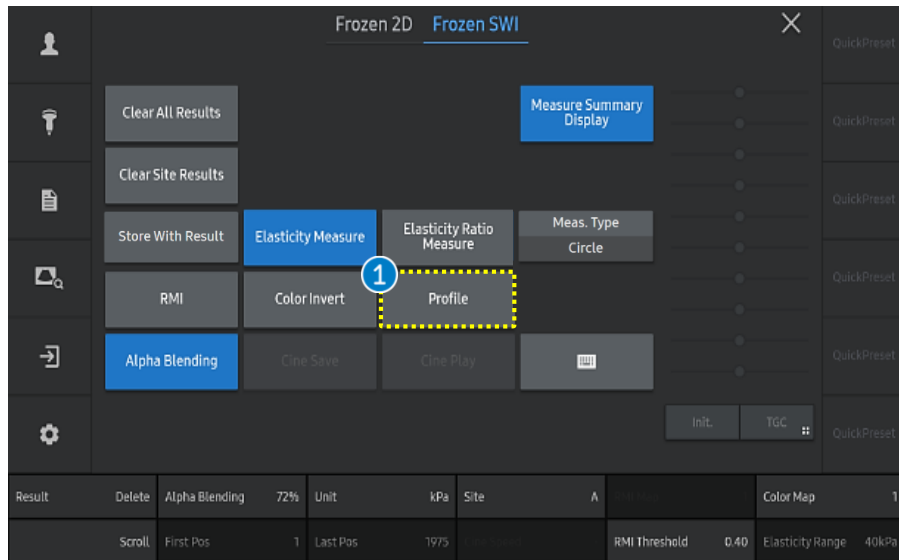 Frozen 2D Frozen SWI
QuickPreset
Clear All Results
Measure Summary
Display
QuickPreset
Clear Site Results
QuickPreset
Store With Result
Elasticity Measure
Elasticity Ratio
Measure
Meas. Type
Circle
1
RMI
Color Invert
Profile
QuickPreset
Alpha Blending
Cine Save
Cine Play
QuickPreset
Init.
TGC
QuickPreset
Result Delete
Alpha Blending 72%
Unit kPa
Site A
Color Map 1
Scroll
First Pos 1
Last Pos 1975
RMI Threshold 0.40
Elasticity Range 40kPa